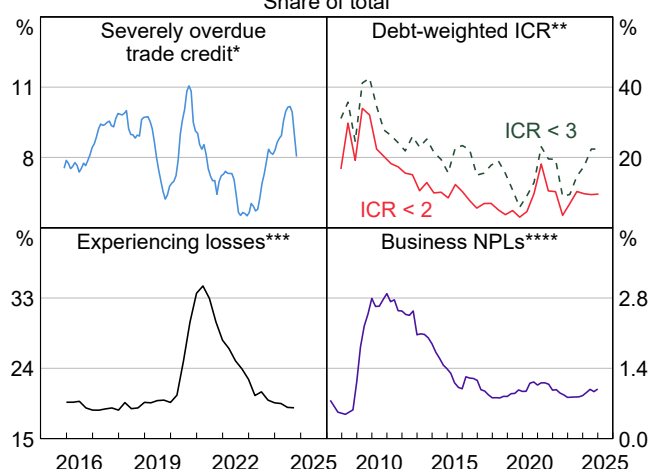 Share of total
% Severely overdue trade credit* Debt-weighted ICR** %
11 40
ICR < 3
8 20
ICR < 2
% Experiencing losses*** Business NPLs**** %
33 2.8
24 1.4
15 0.0
2016 2019 2022 2025 2010 2015 2020 2025